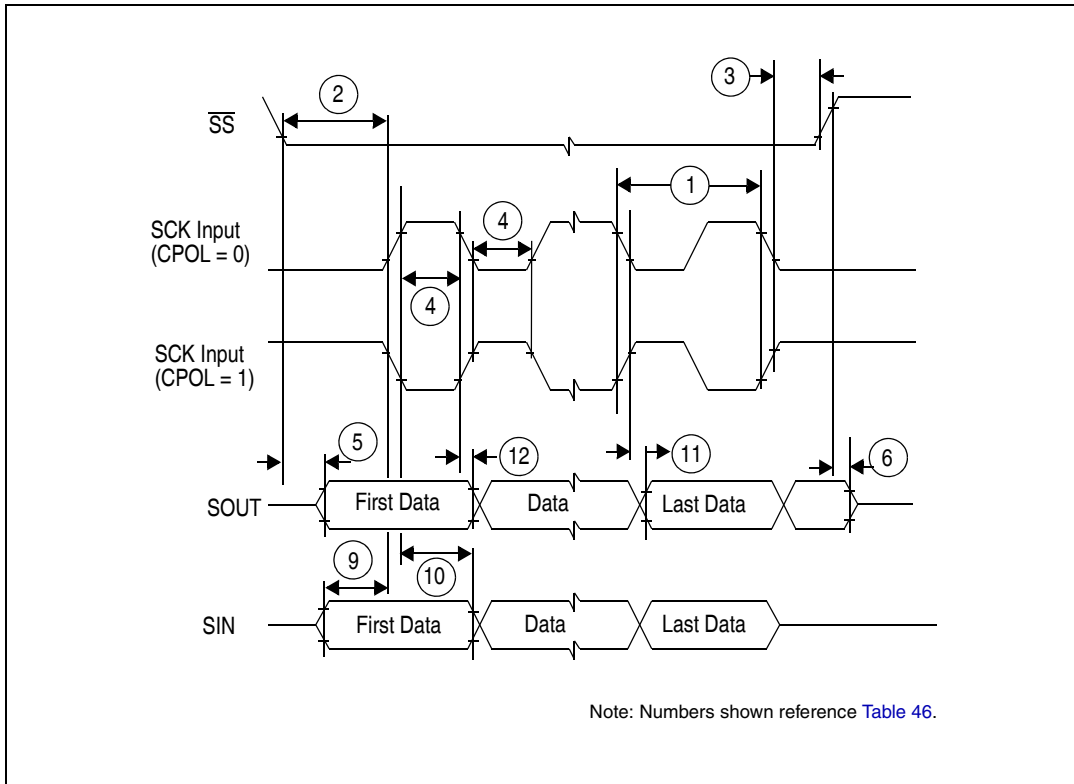 3
2
SS
1
SCK Input
(CPOL = 0)
4
4
SCK Input
(CPOL = 1)
5
12
11
6
SOUT
First Data
Data
Last Data
9
10
SIN
First Data
Data
Last Data
Note: Numbers shown reference Table 46.